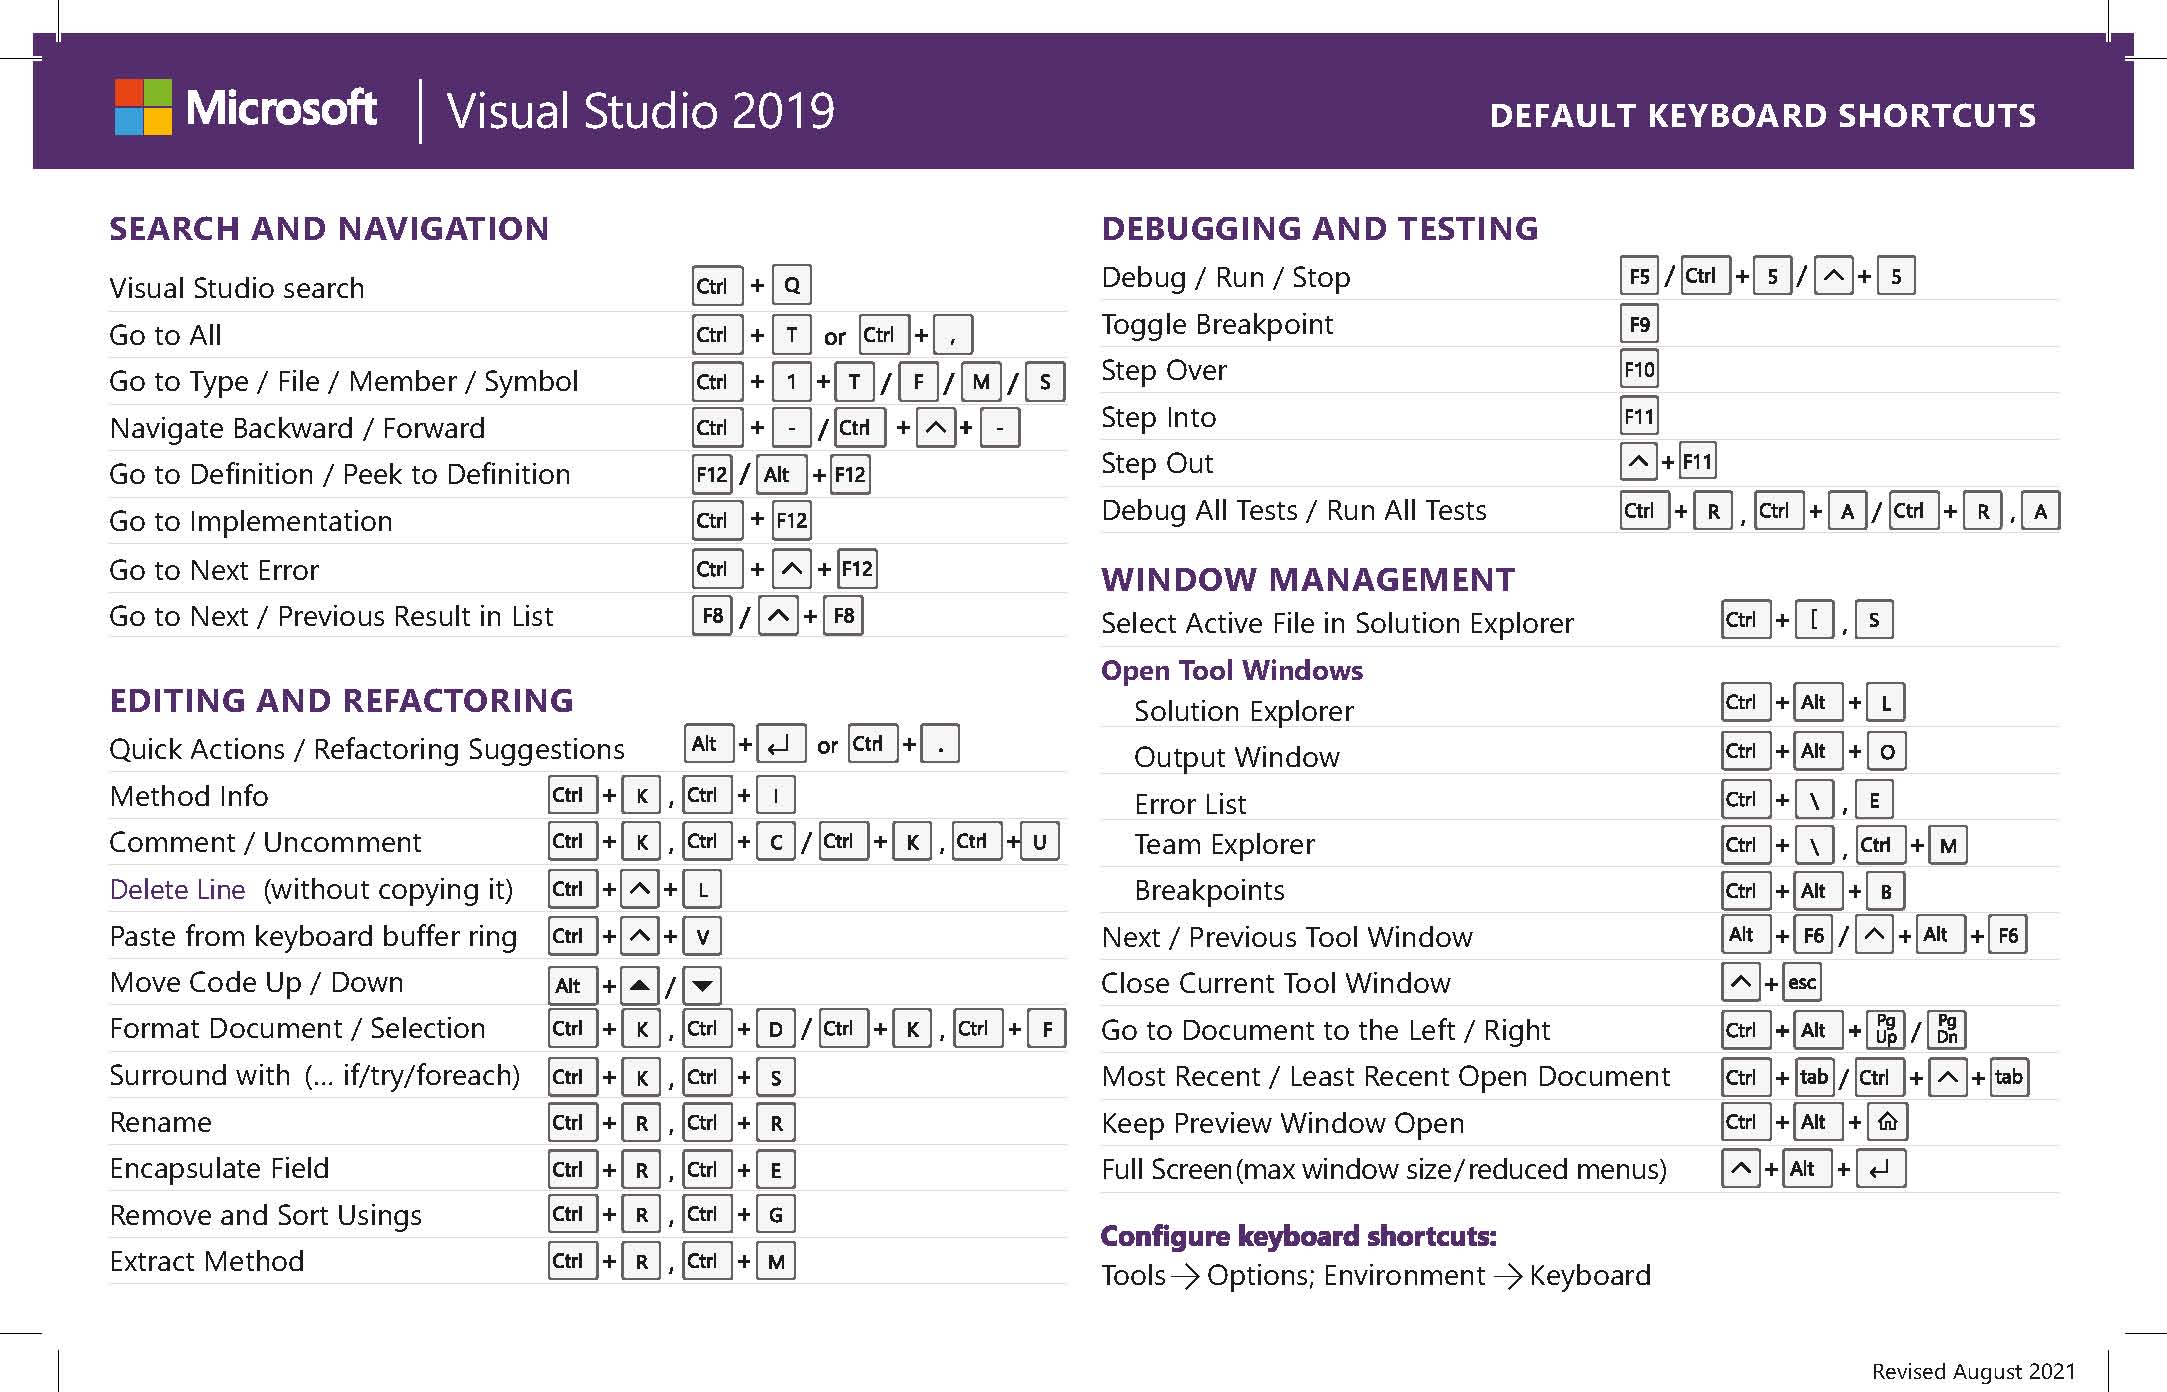 Microsoft | Visual Studio 2019
DEFAULT KEYBOARD SHORTCUTS
SEARCH AND NAVIGATION
Visual Studio search Ctrl + Q
Go to All Ctrl + T or Ctrl + ,
Go to Type / File / Member / Symbol Ctrl + 1 + T / F / M / S
Navigate Backward / Forward Ctrl + - / Ctrl + ^ + -
Go to Definition / Peek to Definition F12 / Alt + F12
Go to Implementation Ctrl + F12
Go to Next Error Ctrl + ^ + F12
Go to Next / Previous Result in List F8 / ^ + F8
EDITING AND REFACTORING
Quick Actions / Refactoring Suggestions Alt + ↵ or Ctrl + .
Method Info Ctrl + K , Ctrl + I
Comment / Uncomment Ctrl + K , Ctrl + C / Ctrl + K , Ctrl + U
Delete Line (without copying it) Ctrl + ^ + L
Paste from keyboard buffer ring Ctrl + ^ + V
Move Code Up / Down Alt + ▲ / ▼
Format Document / Selection Ctrl + K , Ctrl + D / Ctrl + K , Ctrl + F
Surround with (... if/try/foreach) Ctrl + K , Ctrl + S
Rename Ctrl + R , Ctrl + R
Encapsulate Field Ctrl + R , Ctrl + E
Remove and Sort Usings Ctrl + R , Ctrl + G
Extract Method Ctrl + R , Ctrl + M
DEBUGGING AND TESTING
Debug / Run / Stop F5 / Ctrl + 5 / ^ + 5
Toggle Breakpoint F9
Step Over F10
Step Into F11
Step Out ^ + F11
Debug All Tests / Run All Tests Ctrl + R , Ctrl + A / Ctrl + R , A
WINDOW MANAGEMENT
Select Active File in Solution Explorer Ctrl + [ , S
Open Tool Windows
Solution Explorer Ctrl + Alt + L
Output Window Ctrl + Alt + O
Error List Ctrl + \ , E
Team Explorer Ctrl + \ , Ctrl + M
Breakpoints Ctrl + Alt + B
Next / Previous Tool Window Alt + F6 / ^ + Alt + F6
Close Current Tool Window ^ + esc
Go to Document to the Left / Right Ctrl + Alt + Pg Up / Pg Dn
Most Recent / Least Recent Open Document Ctrl + tab / Ctrl + ^ + tab
Keep Preview Window Open Ctrl + Alt + ⌂
Full Screen(max window size/reduced menus) ^ + Alt + ↵
Configure keyboard shortcuts:
Tools → Options; Environment → Keyboard
Revised August 2021